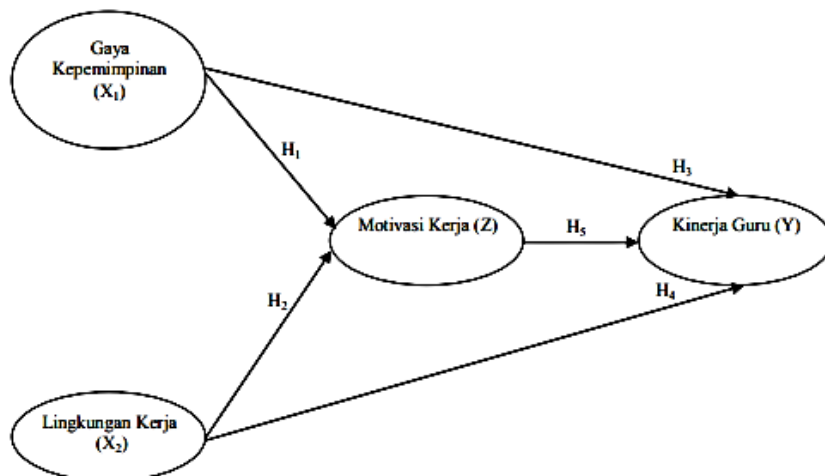 Gaya
Kepemimpinan
(X₁)
H₁
H₃
Motivasi Kerja (Z)
H₅
Kinerja Guru (Y)
H₂
H₄
Lingkungan Kerja
(X₂)